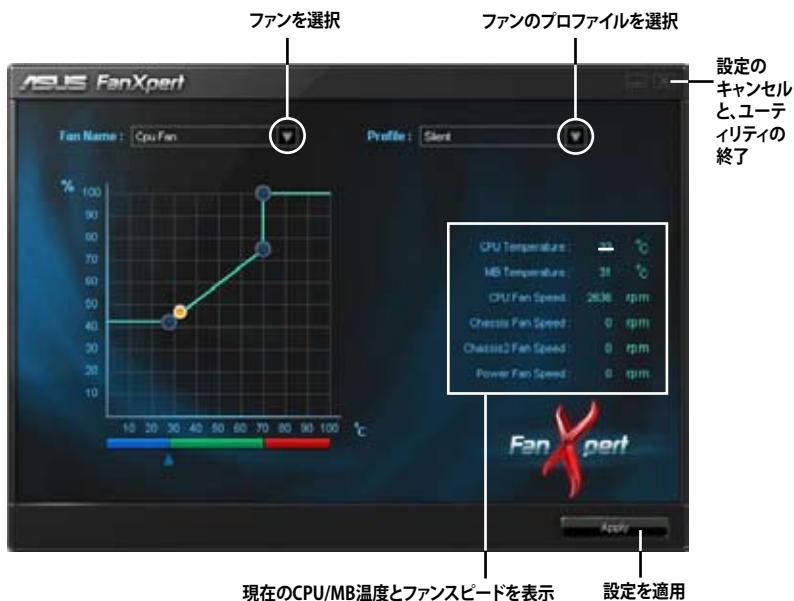 ファンを選択
ファンのプロファイルを選択
設定の
キャンセル
と、ユーテ
ィリティの
終了
ASUS FanXpert
Fan Name : Cpu Fan
Profile : Silent
%
100
90
80
70
60
50
40
30
20
10
10 20 30 40 50 60 70 80 90 100 °C
CPU Temperature : °C
MB Temperature : 31 °C
CPU Fan Speed : 2636 rpm
Chassis Fan Speed : 0 rpm
Chassis2 Fan Speed : 0 rpm
Power Fan Speed : 0 rpm
Fan Xpert
Apply
現在のCPU/MB温度とファンスピードを表示
設定を適用